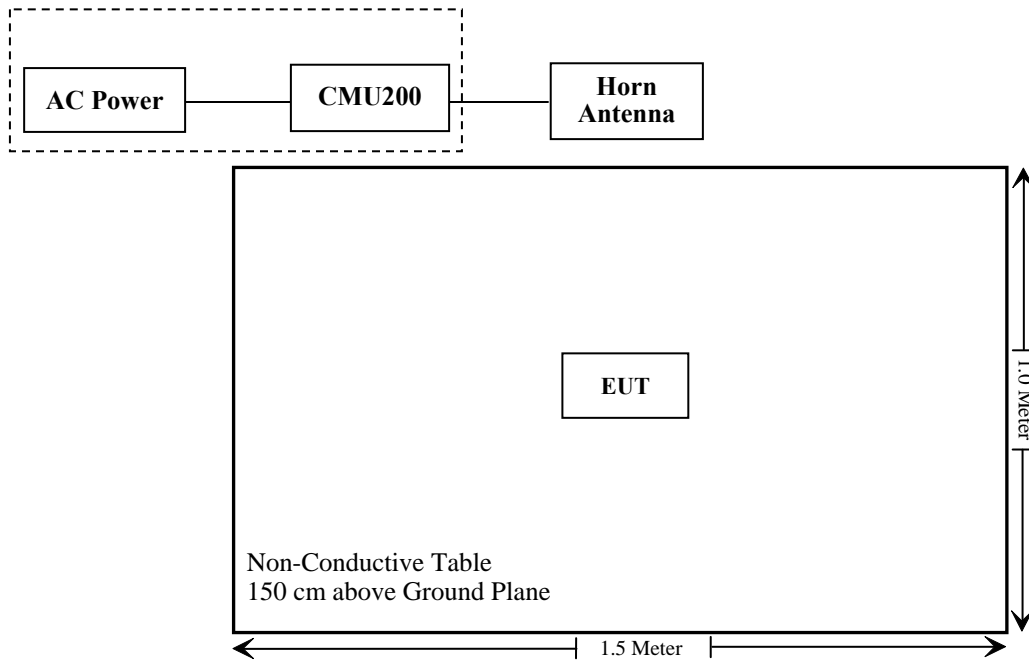 AC Power
CMU200
Horn
Antenna
EUT
1.0 Meter
Non-Conductive Table
150 cm above Ground Plane
1.5 Meter